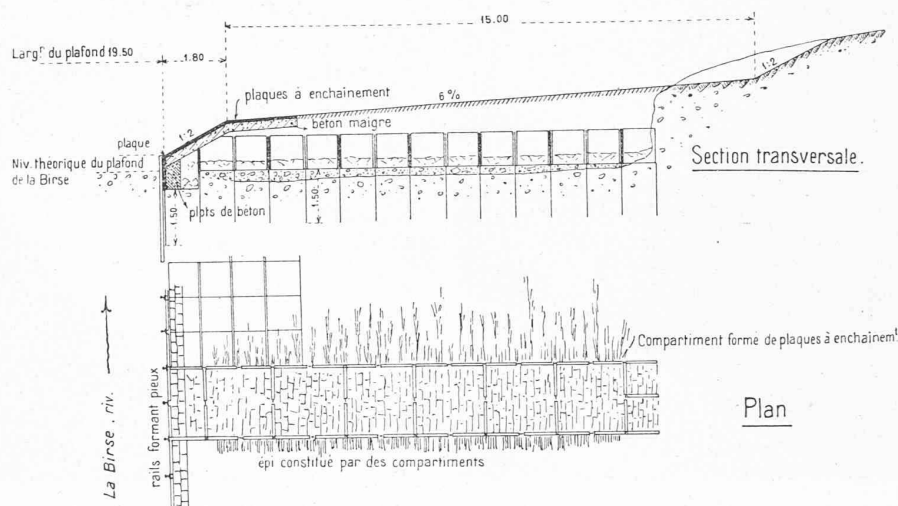 15.00
Larg.r du plafond 19.50
1.80
plaques à enchaînement
6%
1:2
béton maigre
1:2
plaque
Niv. théorique du plafond
de la Birse
Section transversale.
plots de béton
1.50
1.50
Compartiment formé de plaques à enchaînemt
Plan
La Birse. riv.
rails formant pieux
épi constitué par des compartiments